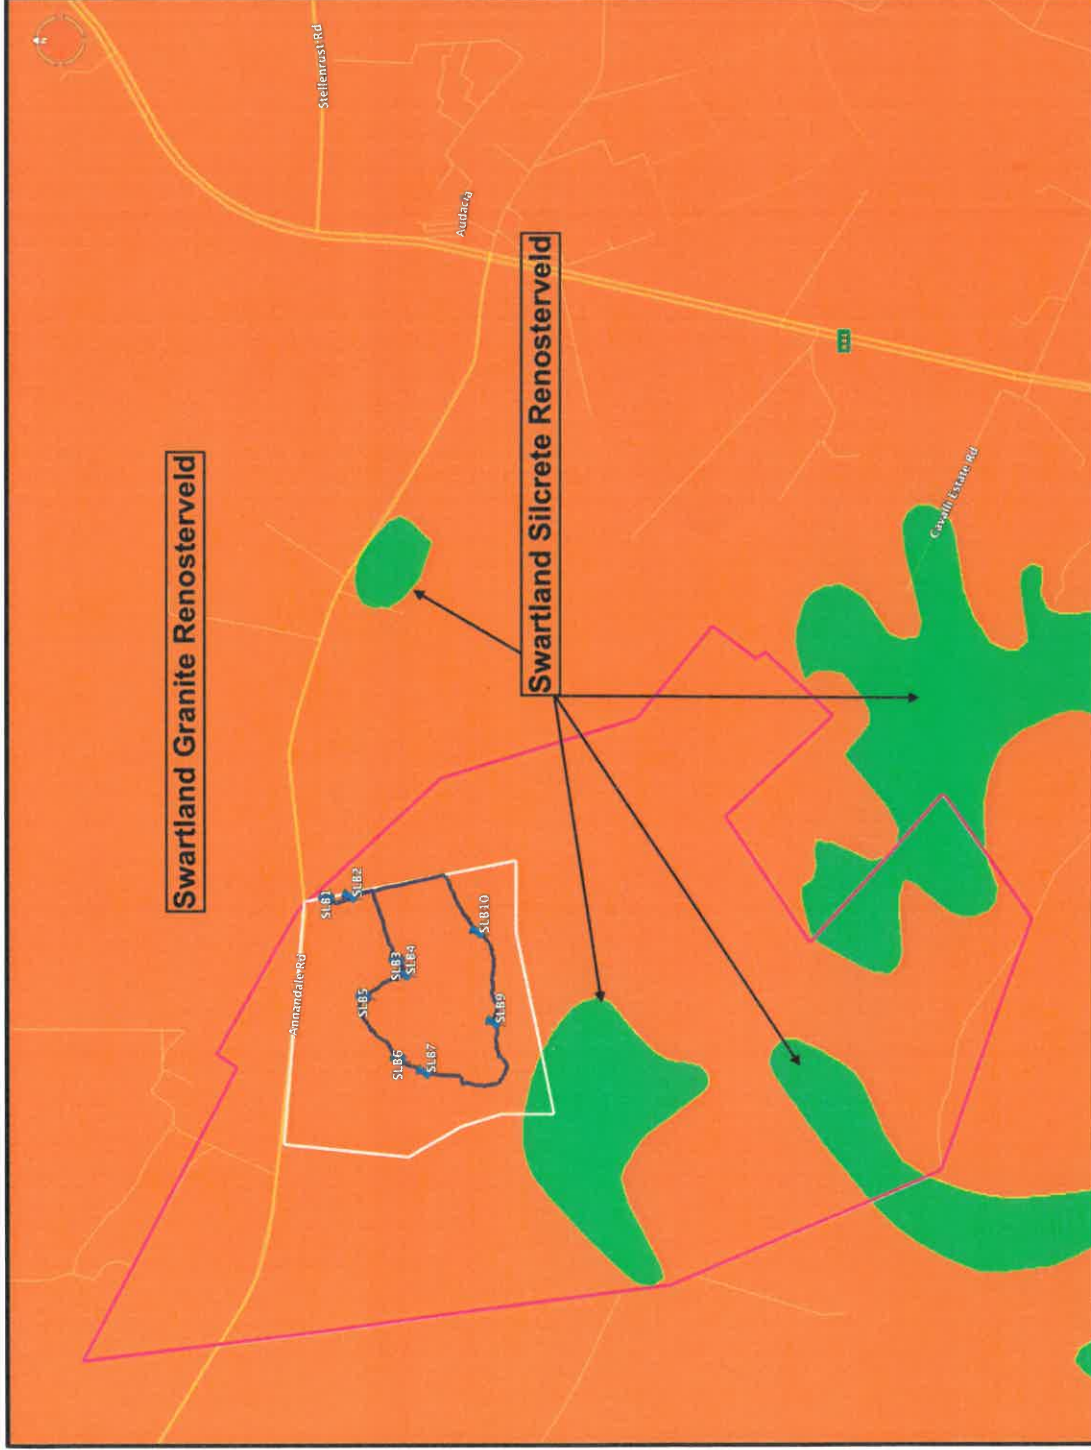 N
Stellenrust Rd
Swartland Granite Renosterveld
Audacia
Swartland Silcrete Renosterveld
Annandale Rd
SLB1
SLB2
SLB3
SLB4
SLB5
SLB6
SLB7
SLB9
SLB10
R44
Cavalli Estate Rd